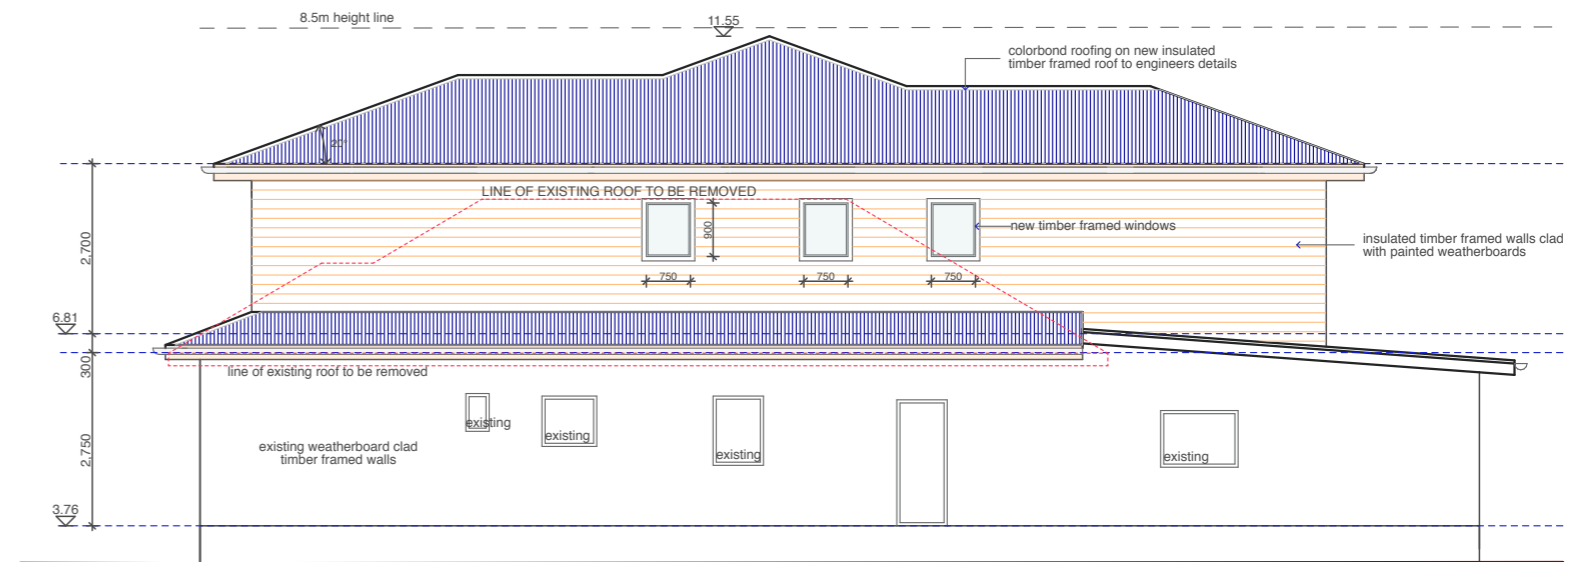 8.5m height line
11.55
colorbond roofing on new insulated
timber framed roof to engineers details
LINE OF EXISTING ROOF TO BE REMOVED
900
new timber framed windows
insulated timber framed walls clad
with painted weatherboards
2,700
750
750
750
6.81
300
line of existing roof to be removed
existing
existing
existing
existing
existing weatherboard clad
timber framed walls
2,750
3.76